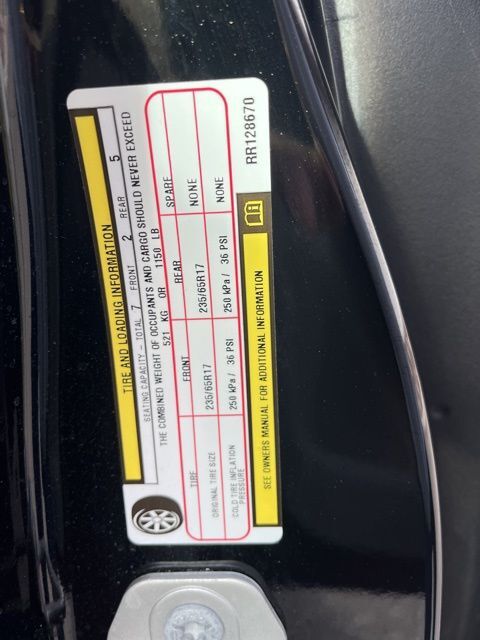 TIRE AND LOADING INFORMATION
SEATING CAPACITY - TOTAL 7 FRONT 2 REAR 5
THE COMBINED WEIGHT OF OCCUPANTS AND CARGO SHOULD NEVER EXCEED
521 KG OR 1150 LB
TIRE FRONT REAR SPARE
ORIGINAL TIRE SIZE 235/65R17 235/65R17 NONE
COLD TIRE INFLATION PRESSURE 250 kPa / 36 PSI 250 kPa / 36 PSI NONE
SEE OWNERS MANUAL FOR ADDITIONAL INFORMATION
RR128670